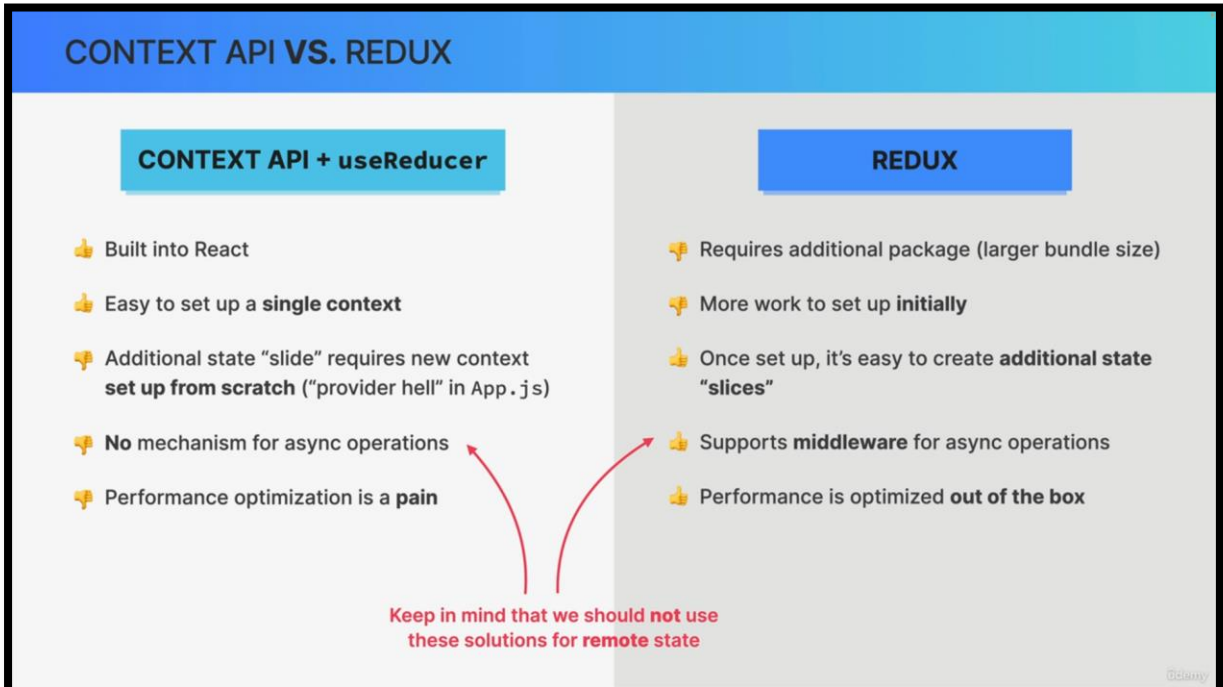 CONTEXT API VS. REDUX
CONTEXT API + useReducer
👍 Built into React
👍 Easy to set up a single context
👎 Additional state “slide” requires new context
set up from scratch (“provider hell” in App.js)
👎 No mechanism for async operations
👎 Performance optimization is a pain
REDUX
👎 Requires additional package (larger bundle size)
👎 More work to set up initially
👍 Once set up, it’s easy to create additional state
“slices”
👍 Supports middleware for async operations
👍 Performance is optimized out of the box
Keep in mind that we should not use
these solutions for remote state
ûdemy